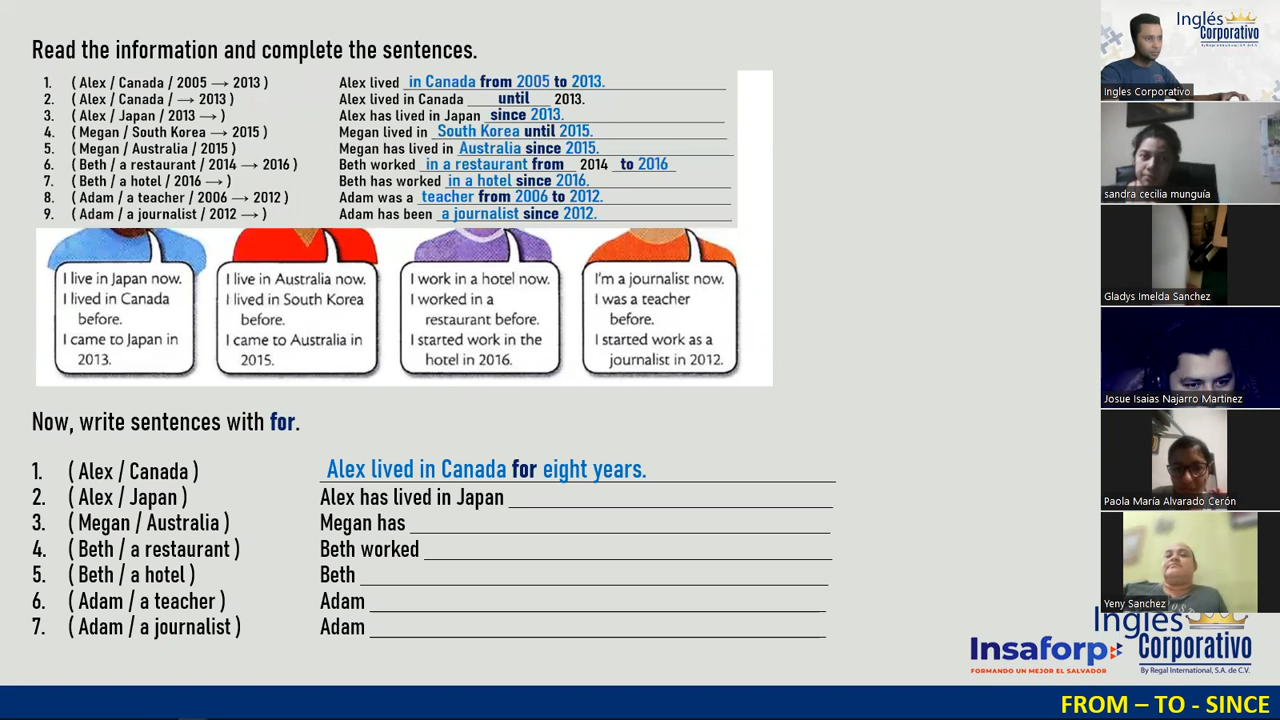 Read the information and complete the sentences.
1. ( Alex / Canada / 2005 → 2013 ) Alex lived in Canada from 2005 to 2013.
2. ( Alex / Canada / → 2013 ) Alex lived in Canada until 2013.
3. ( Alex / Japan / 2013 → ) Alex has lived in Japan since 2013.
4. ( Megan / South Korea → 2015 ) Megan lived in South Korea until 2015.
5. ( Megan / Australia / 2015 ) Megan has lived in Australia since 2015.
6. ( Beth / a restaurant / 2014 → 2016 ) Beth worked in a restaurant from 2014 to 2016
7. ( Beth / a hotel / 2016 → ) Beth has worked in a hotel since 2016.
8. ( Adam / a teacher / 2006 → 2012 ) Adam was a teacher from 2006 to 2012.
9. ( Adam / a journalist / 2012 → ) Adam has been a journalist since 2012.
I live in Japan now.
I lived in Canada
before.
I came to Japan in
2013.
I live in Australia now.
I lived in South Korea
before.
I came to Australia in
2015.
I work in a hotel now.
I worked in a
restaurant before.
I started work in the
hotel in 2016.
I'm a journalist now.
I was a teacher
before.
I started work as a
journalist in 2012.
Now, write sentences with for.
1. ( Alex / Canada ) Alex lived in Canada for eight years.
2. ( Alex / Japan ) Alex has lived in Japan
3. ( Megan / Australia ) Megan has
4. ( Beth / a restaurant ) Beth worked
5. ( Beth / a hotel ) Beth
6. ( Adam / a teacher ) Adam
7. ( Adam / a journalist ) Adam
Inglés
Corporativo
Ingles Corporativo
sandra cecilia munguía
Gladys Imelda Sanchez
Josue Isaias Najarro Martinez
Paola María Alvarado Cerón
Yeny Sanchez
Insaforp
FORMANDO UN MEJOR EL SALVADOR
Inglés
Corporativo
By Regal International, S.A. de C.V.
FROM – TO - SINCE